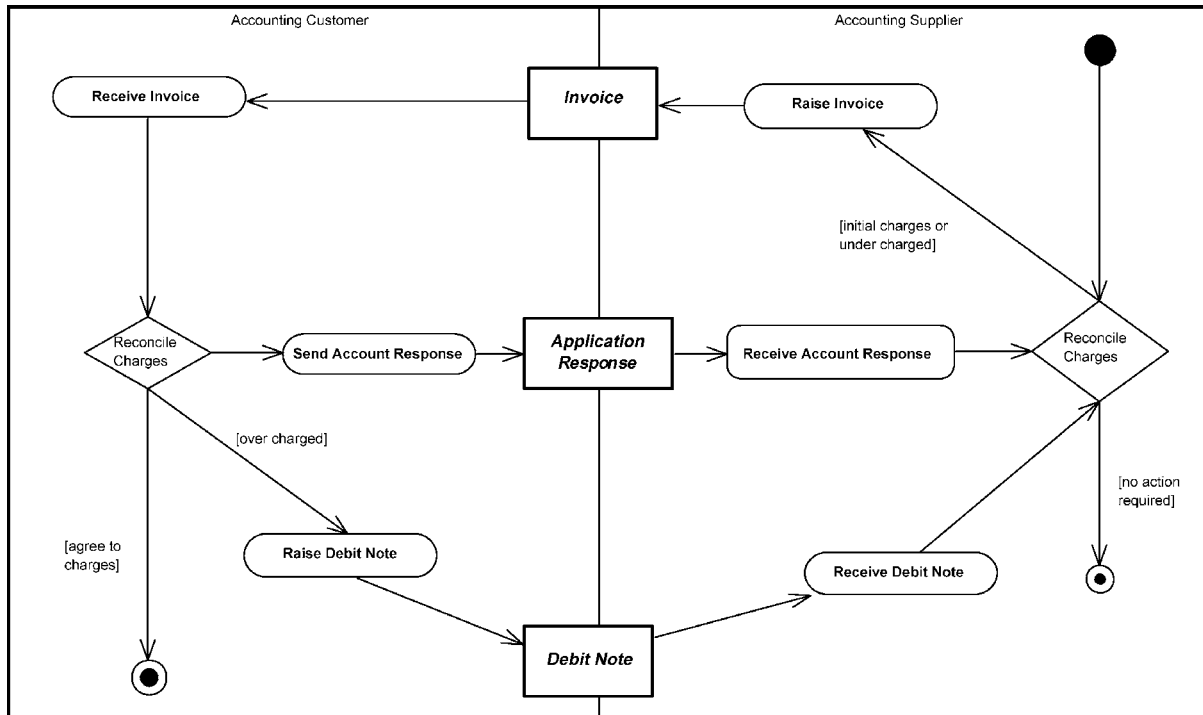 Accounting Customer
Accounting Supplier
Receive Invoice
Invoice
Raise Invoice
[initial charges or
under charged]
Reconcile
Charges
Send Account Response
Application
Response
Receive Account Response
Reconcile
Charges
[over charged]
[no action
required]
[agree to
charges]
Raise Debit Note
Receive Debit Note
Debit Note